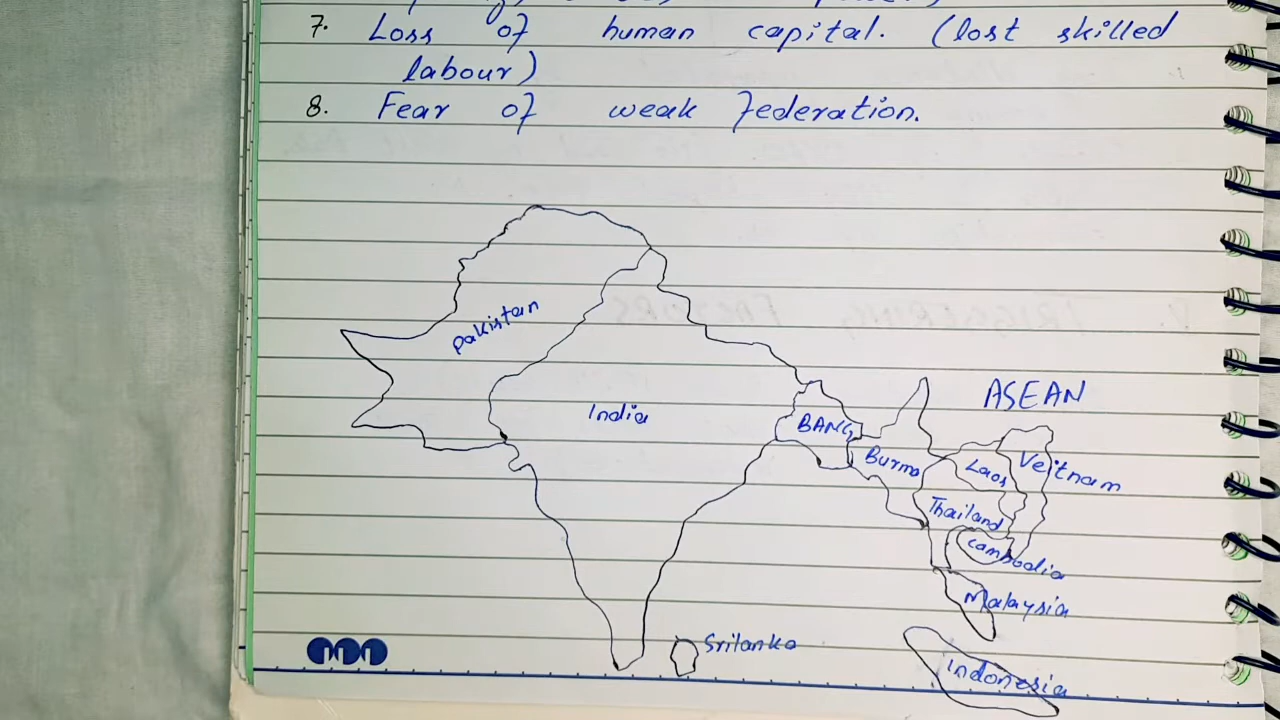 7. Loss of human capital. (lost skilled
labour)
8. Fear of weak Federation.
Pakistan
India
BANG
ASEAN
Burma
Laos
Veitnam
Thailand
Cambodia
Malaysia
Srilanka
Indonesia